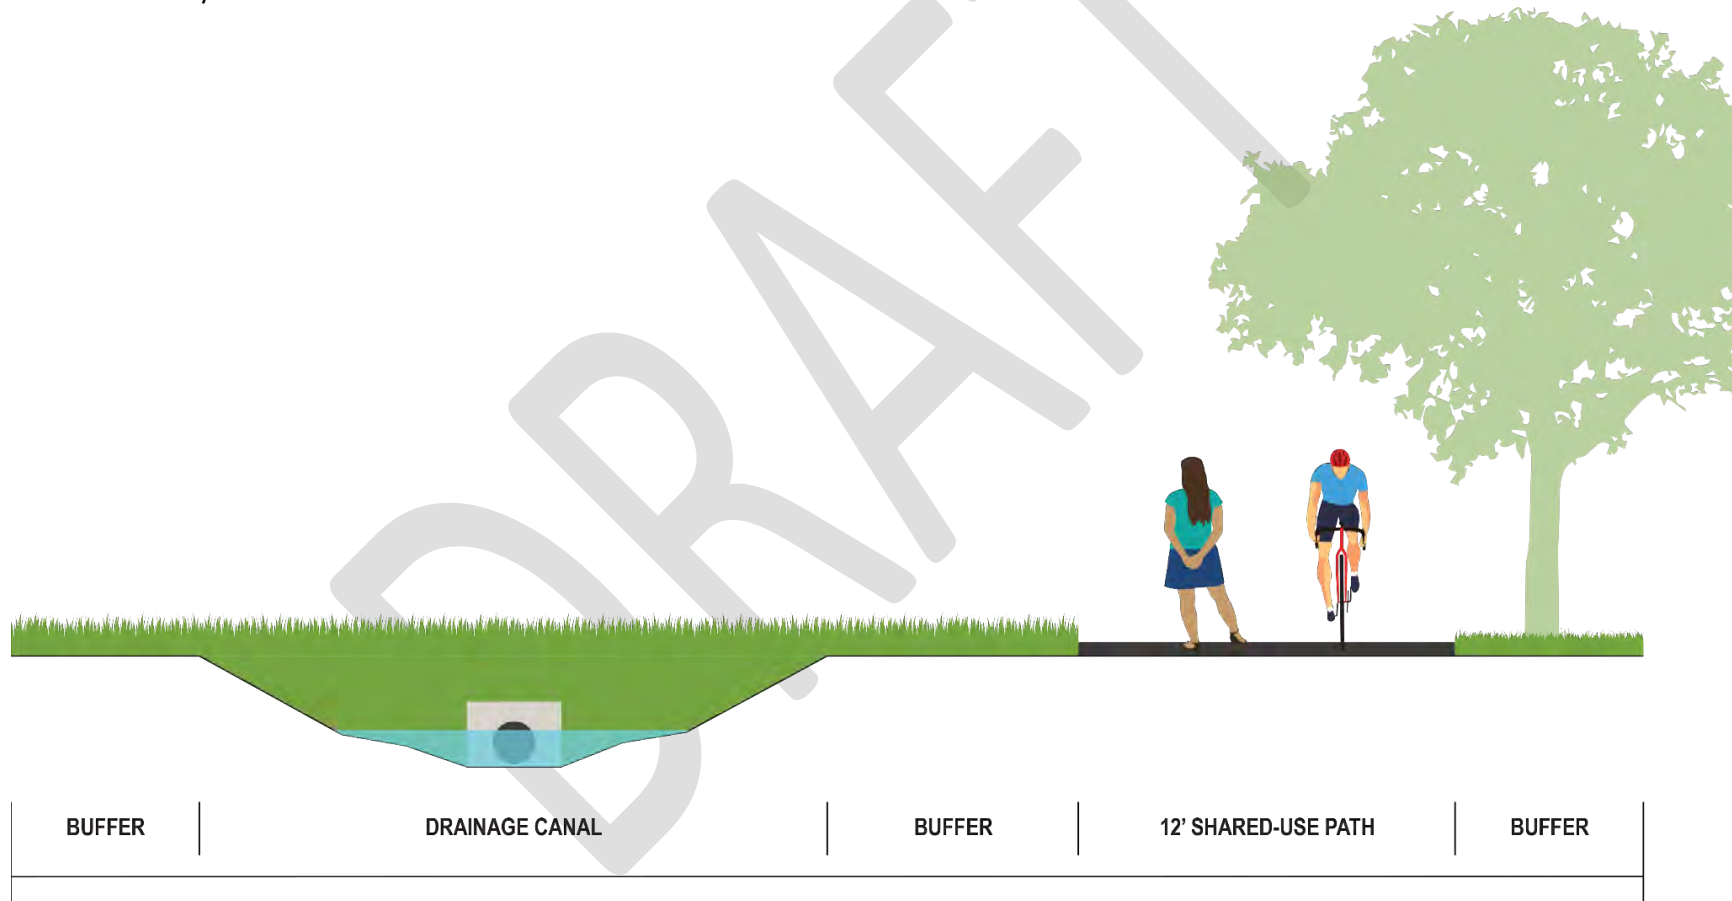 DRAFT
BUFFER
DRAINAGE CANAL
BUFFER
12’ SHARED-USE PATH
BUFFER